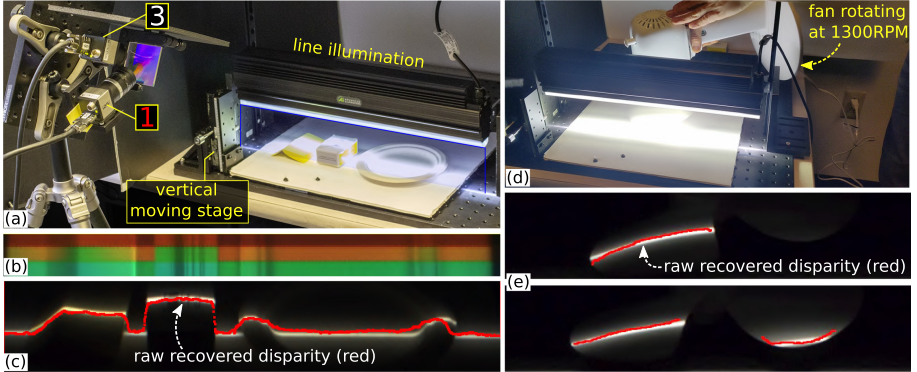 3
1
line illumination
vertical
moving stage
(a)
fan rotating
at 1300RPM
(d)
(b)
raw recovered disparity (red)
(c)
raw recovered disparity (red)
(e)